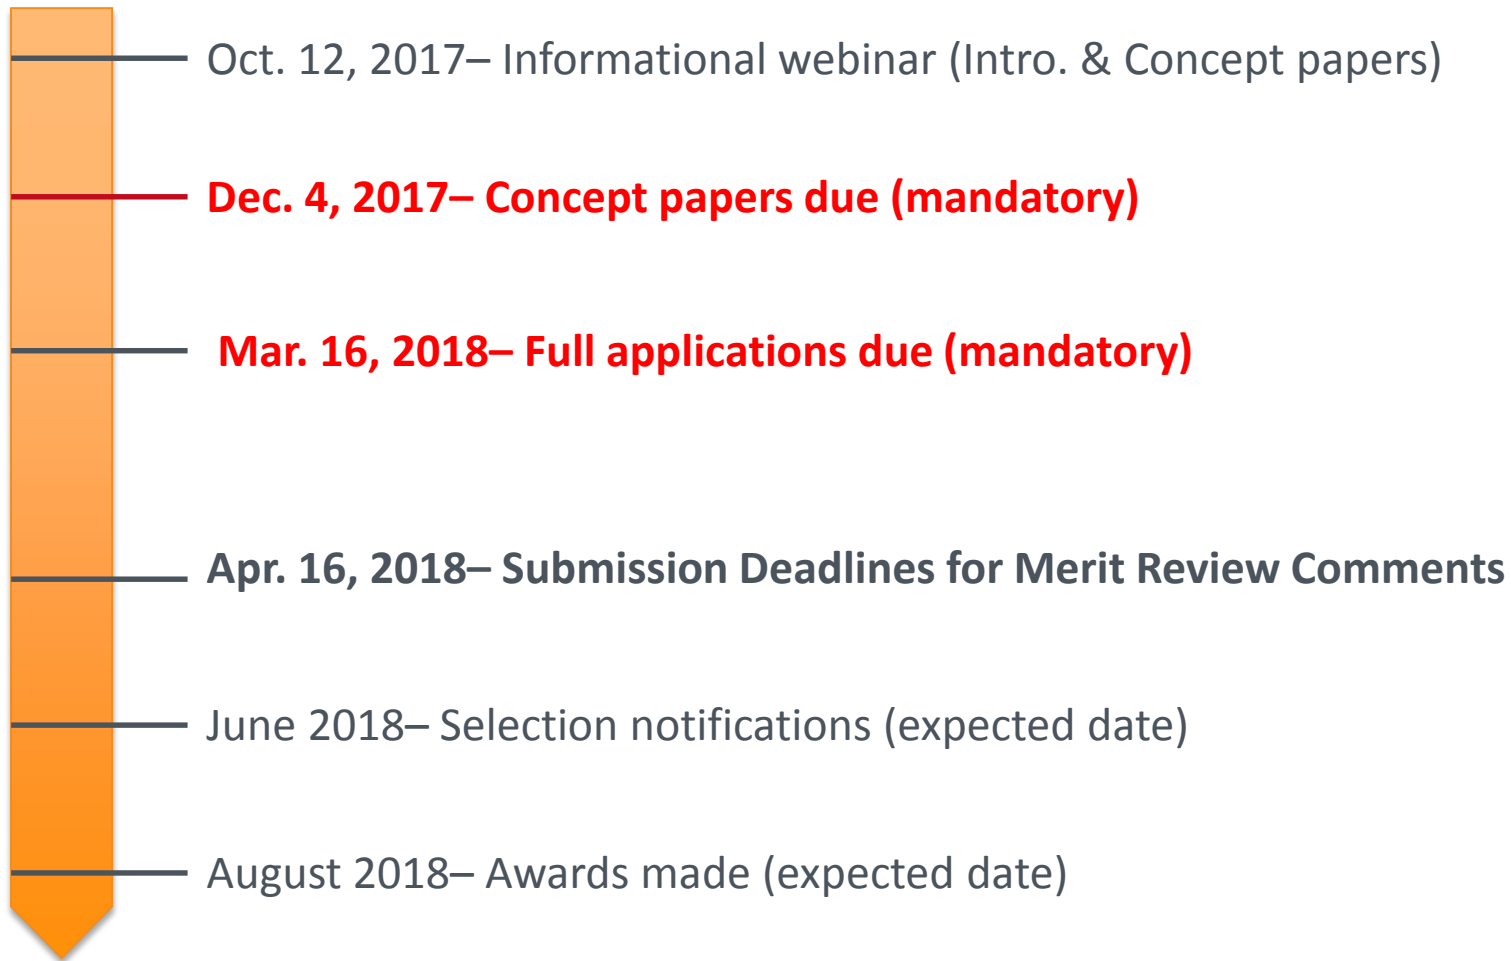 Oct. 12, 2017– Informational webinar (Intro. & Concept papers)
Dec. 4, 2017– Concept papers due (mandatory)
Mar. 16, 2018– Full applications due (mandatory)
Apr. 16, 2018– Submission Deadlines for Merit Review Comments
June 2018– Selection notifications (expected date)
August 2018– Awards made (expected date)